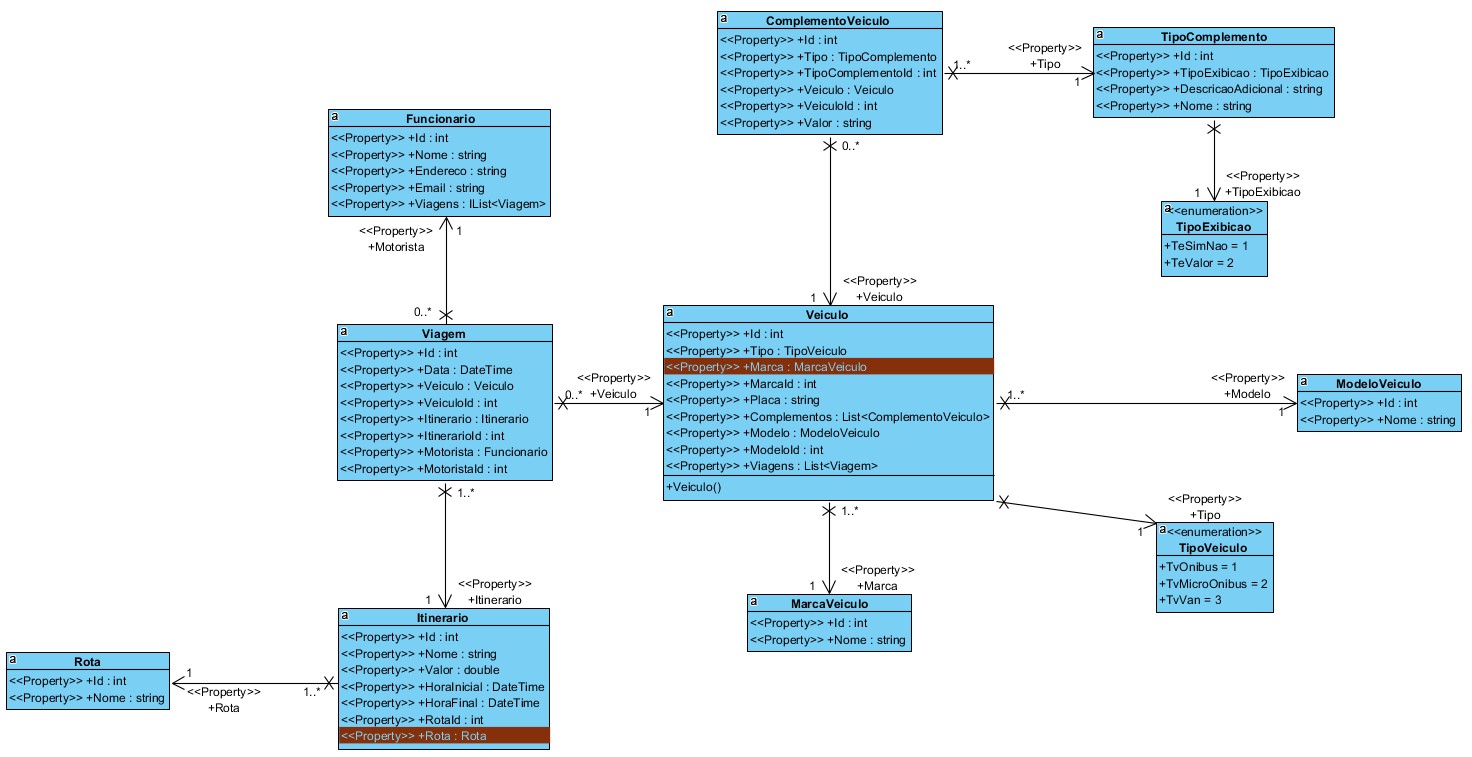 a
ComplementoVeiculo
<<Property>> +Id : int
<<Property>> +Tipo : TipoComplemento
<<Property>> +TipoComplementoId : int
<<Property>> +Veiculo : Veiculo
<<Property>> +VeiculoId : int
<<Property>> +Valor : string
1..*
<<Property>>
+Tipo
1
a
TipoComplemento
<<Property>> +Id : int
<<Property>> +TipoExibicao : TipoExibicao
<<Property>> +DescricaoAdicional : string
<<Property>> +Nome : string
<<Property>>
+TipoExibicao
1
a
<<enumeration>>
TipoExibicao
+TeSimNao = 1
+TeValor = 2
a
Funcionario
<<Property>> +Id : int
<<Property>> +Nome : string
<<Property>> +Endereco : string
<<Property>> +Email : string
<<Property>> +Viagens : IList<Viagem>
<<Property>>
+Motorista
1
0..*
0..*
<<Property>>
+Veiculo
1
a
Viagem
<<Property>> +Id : int
<<Property>> +Data : DateTime
<<Property>> +Veiculo : Veiculo
<<Property>> +VeiculoId : int
<<Property>> +Itinerario : Itinerario
<<Property>> +ItinerarioId : int
<<Property>> +Motorista : Funcionario
<<Property>> +MotoristaId : int
<<Property>>
+Veiculo
0..*
1
a
Veiculo
<<Property>> +Id : int
<<Property>> +Tipo : TipoVeiculo
<<Property>> +Marca : MarcaVeiculo
<<Property>> +MarcaId : int
<<Property>> +Placa : string
<<Property>> +Complementos : List<ComplementoVeiculo>
<<Property>> +Modelo : ModeloVeiculo
<<Property>> +ModeloId : int
<<Property>> +Viagens : List<Viagem>
+Veiculo()
1..*
<<Property>>
+Modelo
1
a
ModeloVeiculo
<<Property>> +Id : int
<<Property>> +Nome : string
<<Property>>
+Tipo
1
a
<<enumeration>>
TipoVeiculo
+TvOnibus = 1
+TvMicroOnibus = 2
+TvVan = 3
1..*
<<Property>>
+Marca
1
a
MarcaVeiculo
<<Property>> +Id : int
<<Property>> +Nome : string
1..*
<<Property>>
+Itinerario
1
a
Itinerario
<<Property>> +Id : int
<<Property>> +Nome : string
<<Property>> +Valor : double
<<Property>> +HoraInicial : DateTime
<<Property>> +HoraFinal : DateTime
<<Property>> +RotaId : int
<<Property>> +Rota : Rota
1..*
1
<<Property>>
+Rota
a
Rota
<<Property>> +Id : int
<<Property>> +Nome : string